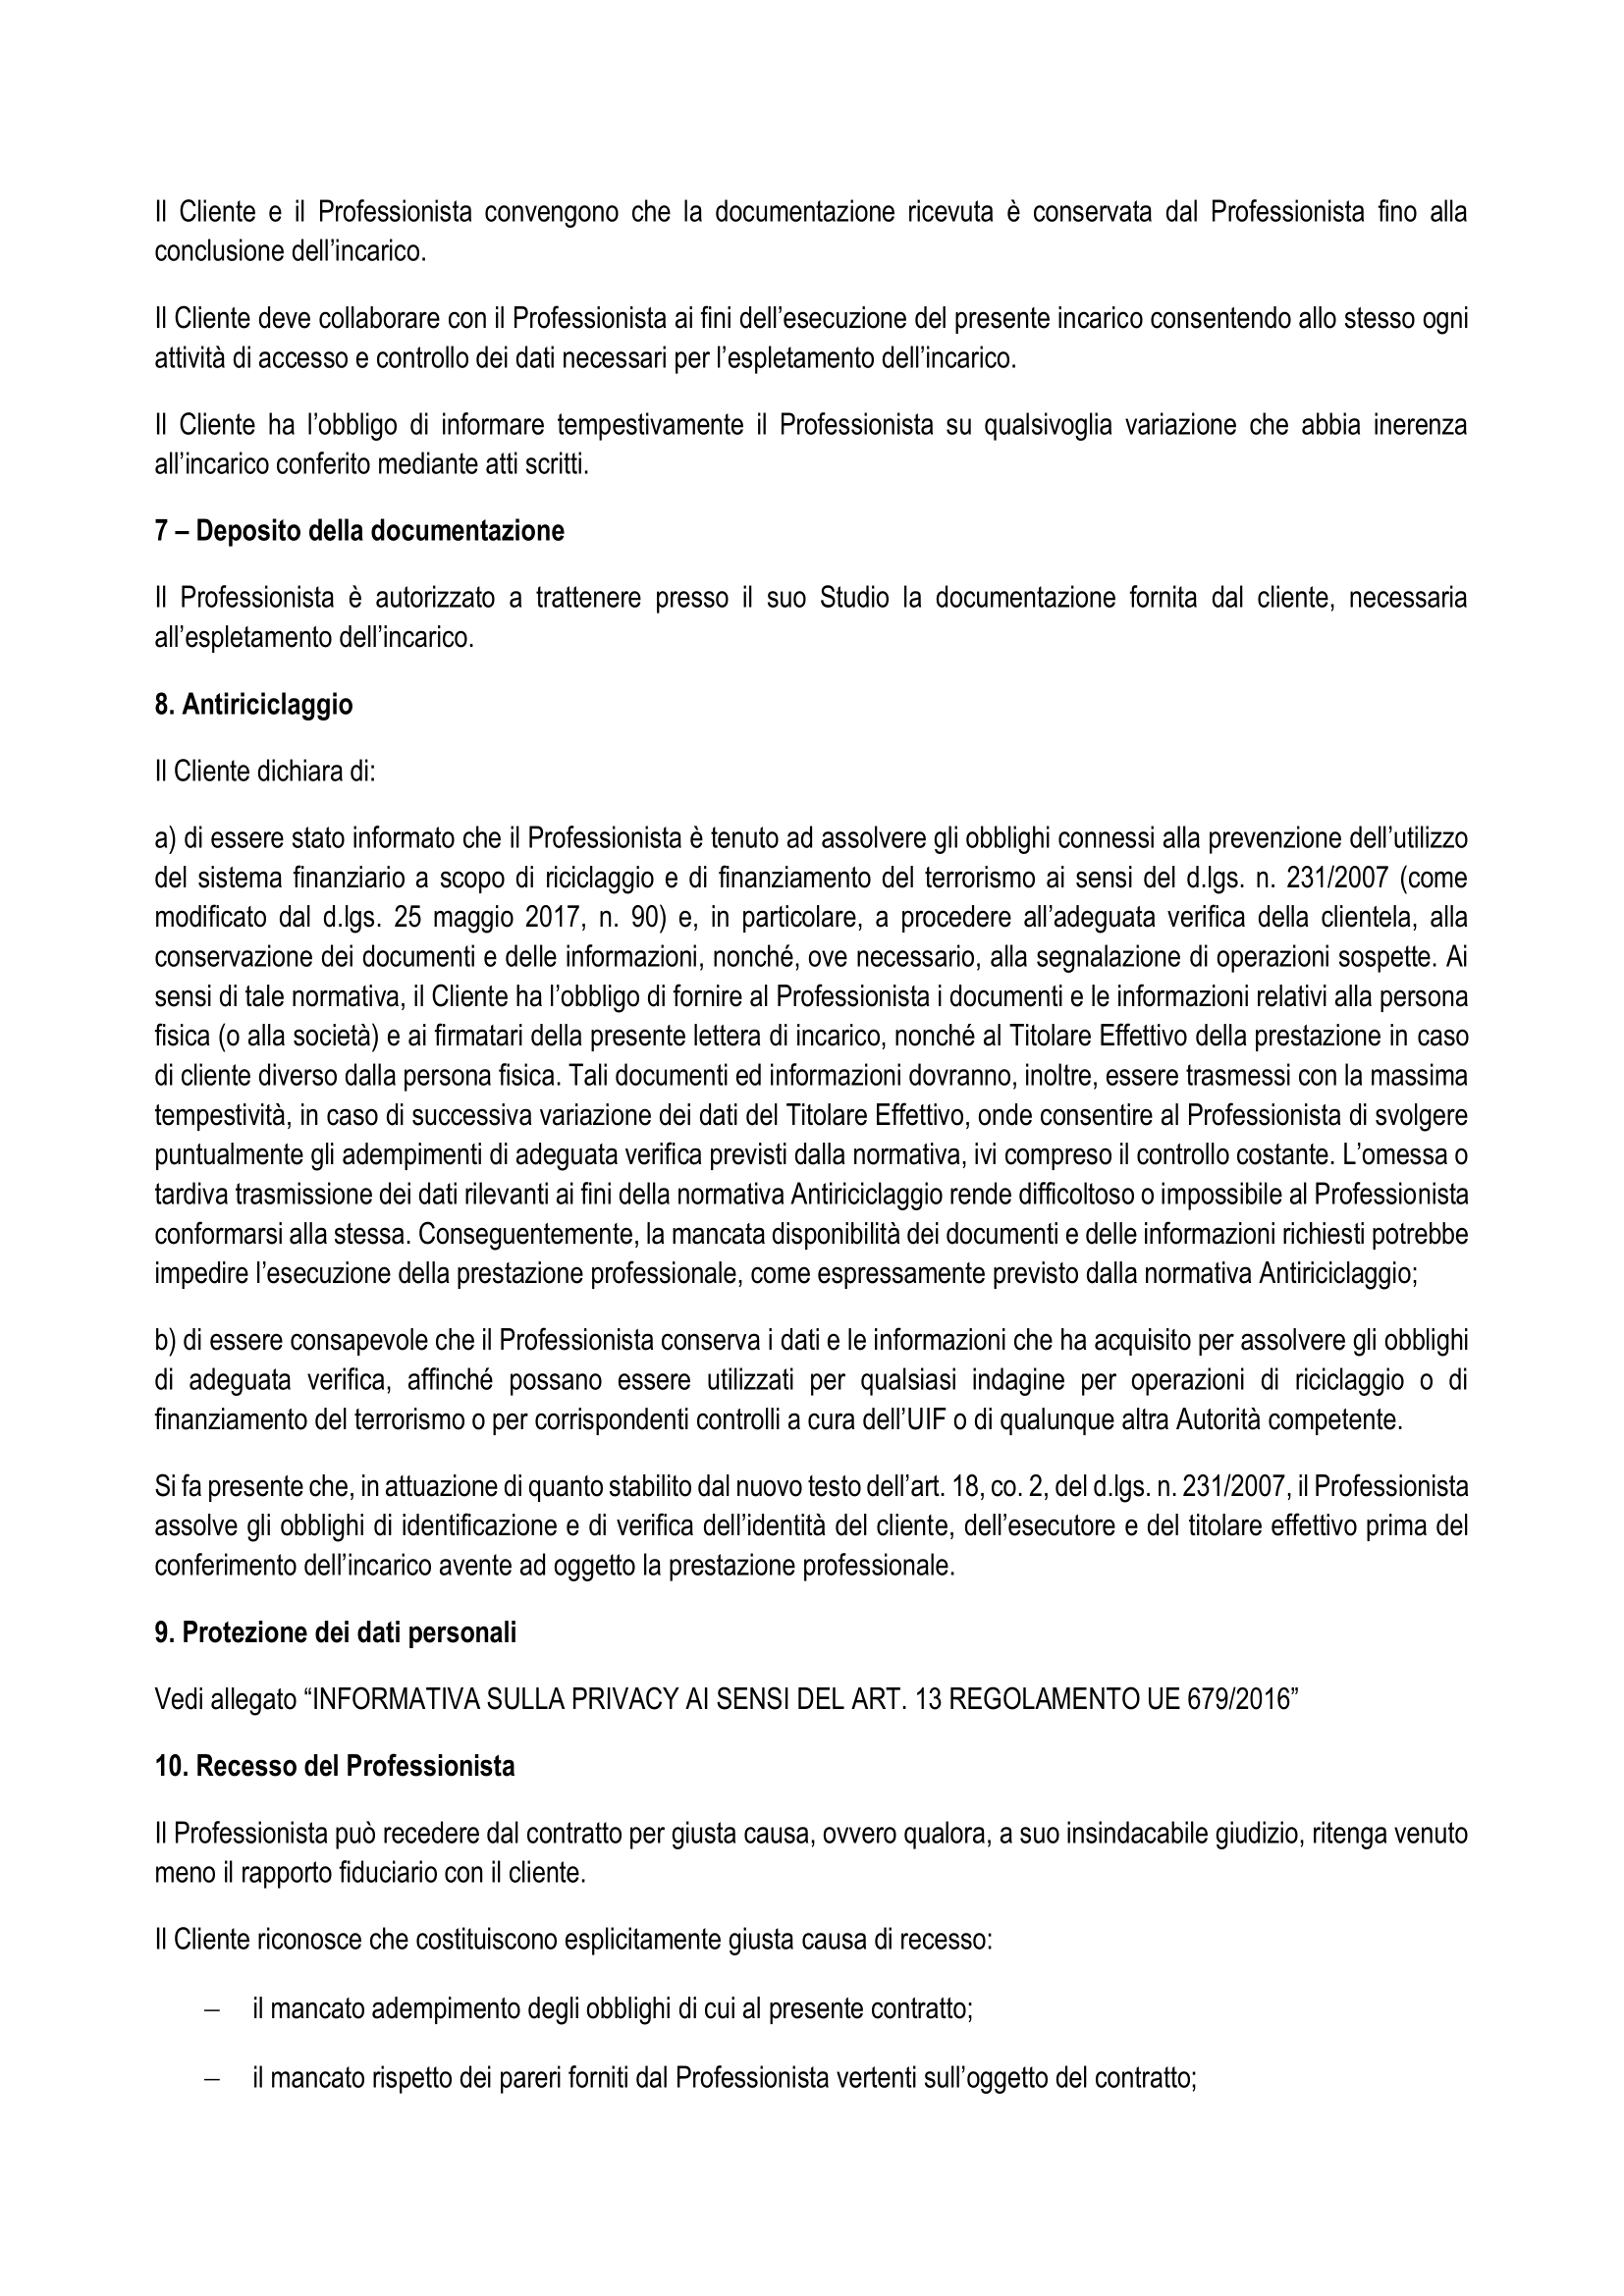 Il Cliente e il Professionista convengono che la documentazione ricevuta è conservata dal Professionista fino alla
conclusione dell’incarico.
Il Cliente deve collaborare con il Professionista ai fini dell’esecuzione del presente incarico consentendo allo stesso ogni
attività di accesso e controllo dei dati necessari per l’espletamento dell’incarico.
Il Cliente ha l’obbligo di informare tempestivamente il Professionista su qualsivoglia variazione che abbia inerenza
all’incarico conferito mediante atti scritti.
7 – Deposito della documentazione
Il Professionista è autorizzato a trattenere presso il suo Studio la documentazione fornita dal cliente, necessaria
all’espletamento dell’incarico.
8. Antiriciclaggio
Il Cliente dichiara di:
a) di essere stato informato che il Professionista è tenuto ad assolvere gli obblighi connessi alla prevenzione dell’utilizzo
del sistema finanziario a scopo di riciclaggio e di finanziamento del terrorismo ai sensi del d.lgs. n. 231/2007 (come
modificato dal d.lgs. 25 maggio 2017, n. 90) e, in particolare, a procedere all’adeguata verifica della clientela, alla
conservazione dei documenti e delle informazioni, nonché, ove necessario, alla segnalazione di operazioni sospette. Ai
sensi di tale normativa, il Cliente ha l’obbligo di fornire al Professionista i documenti e le informazioni relativi alla persona
fisica (o alla società) e ai firmatari della presente lettera di incarico, nonché al Titolare Effettivo della prestazione in caso
di cliente diverso dalla persona fisica. Tali documenti ed informazioni dovranno, inoltre, essere trasmessi con la massima
tempestività, in caso di successiva variazione dei dati del Titolare Effettivo, onde consentire al Professionista di svolgere
puntualmente gli adempimenti di adeguata verifica previsti dalla normativa, ivi compreso il controllo costante. L’omessa o
tardiva trasmissione dei dati rilevanti ai fini della normativa Antiriciclaggio rende difficoltoso o impossibile al Professionista
conformarsi alla stessa. Conseguentemente, la mancata disponibilità dei documenti e delle informazioni richiesti potrebbe
impedire l’esecuzione della prestazione professionale, come espressamente previsto dalla normativa Antiriciclaggio;
b) di essere consapevole che il Professionista conserva i dati e le informazioni che ha acquisito per assolvere gli obblighi
di adeguata verifica, affinché possano essere utilizzati per qualsiasi indagine per operazioni di riciclaggio o di
finanziamento del terrorismo o per corrispondenti controlli a cura dell’UIF o di qualunque altra Autorità competente.
Si fa presente che, in attuazione di quanto stabilito dal nuovo testo dell’art. 18, co. 2, del d.lgs. n. 231/2007, il Professionista
assolve gli obblighi di identificazione e di verifica dell’identità del cliente, dell’esecutore e del titolare effettivo prima del
conferimento dell’incarico avente ad oggetto la prestazione professionale.
9. Protezione dei dati personali
Vedi allegato “INFORMATIVA SULLA PRIVACY AI SENSI DEL ART. 13 REGOLAMENTO UE 679/2016”
10. Recesso del Professionista
Il Professionista può recedere dal contratto per giusta causa, ovvero qualora, a suo insindacabile giudizio, ritenga venuto
meno il rapporto fiduciario con il cliente.
Il Cliente riconosce che costituiscono esplicitamente giusta causa di recesso:
– il mancato adempimento degli obblighi di cui al presente contratto;
– il mancato rispetto dei pareri forniti dal Professionista vertenti sull’oggetto del contratto;